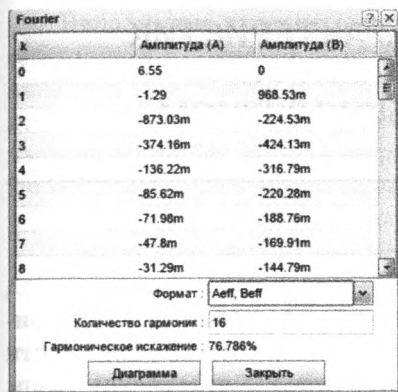 Fourier
k Амплитуда (A) Амплитуда (B)
0 6.55 0
1 -1.29 968.53m
2 -873.03m -224.53m
3 -374.16m -424.13m
4 -136.22m -316.79m
5 -85.62m -220.28m
6 -71.98m -188.76m
7 -47.8m -169.91m
8 -31.29m -144.79m
Формат : Aeff, Beff
Количество гармоник : 16
Гармоническое искажение : 76.786%
Диаграмма Закрыть